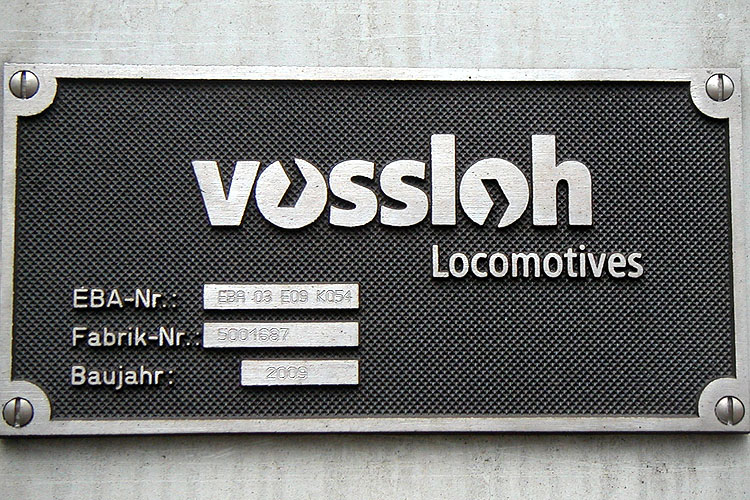 vossloh
Locomotives
EBA-Nr.: EBA 03 E09 K054
Fabrik-Nr.: 5001687
Baujahr: 2009